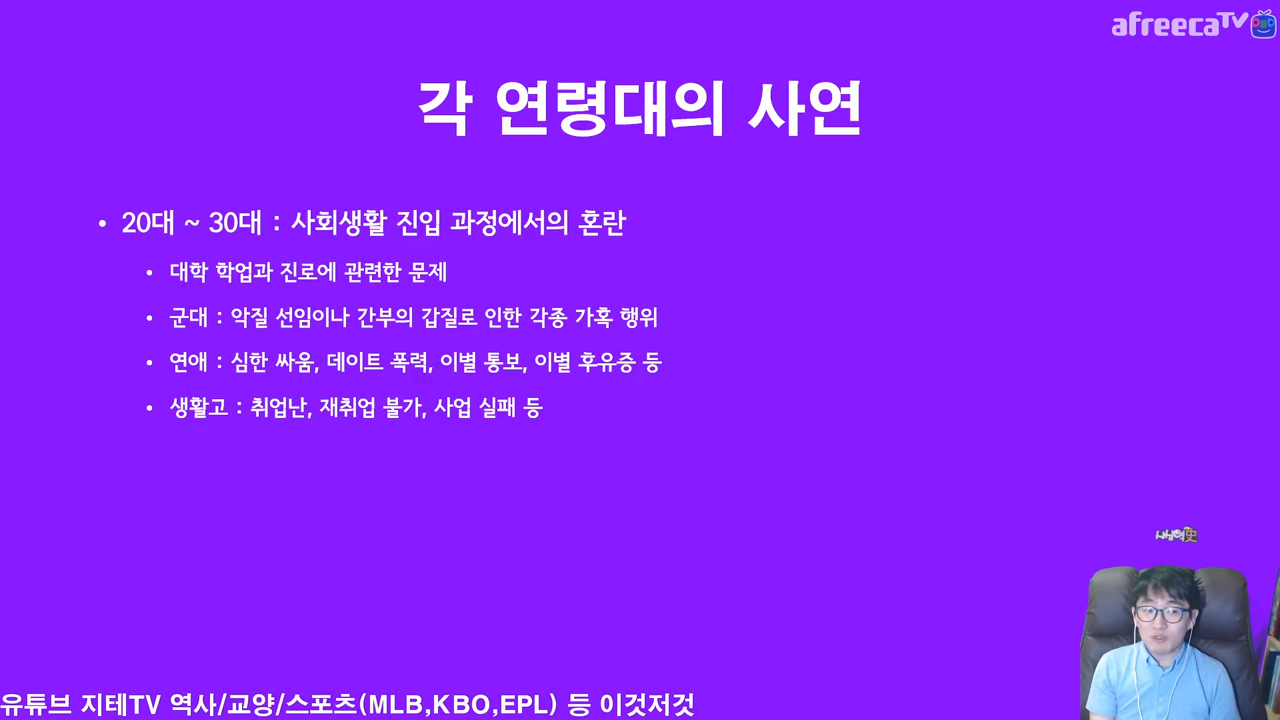 afreecaTV
각 연령대의 사연
• 20대 ~ 30대 : 사회생활 진입 과정에서의 혼란
• 대학 학업과 진로에 관련한 문제
• 군대 : 악질 선임이나 간부의 갑질로 인한 각종 가혹 행위
• 연애 : 심한 싸움, 데이트 폭력, 이별 통보, 이별 후유증 등
• 생활고 : 취업난, 재취업 불가, 사업 실패 등
유튜브 지테TV 역사/교양/스포츠(MLB,KBO,EPL) 등 이것저것